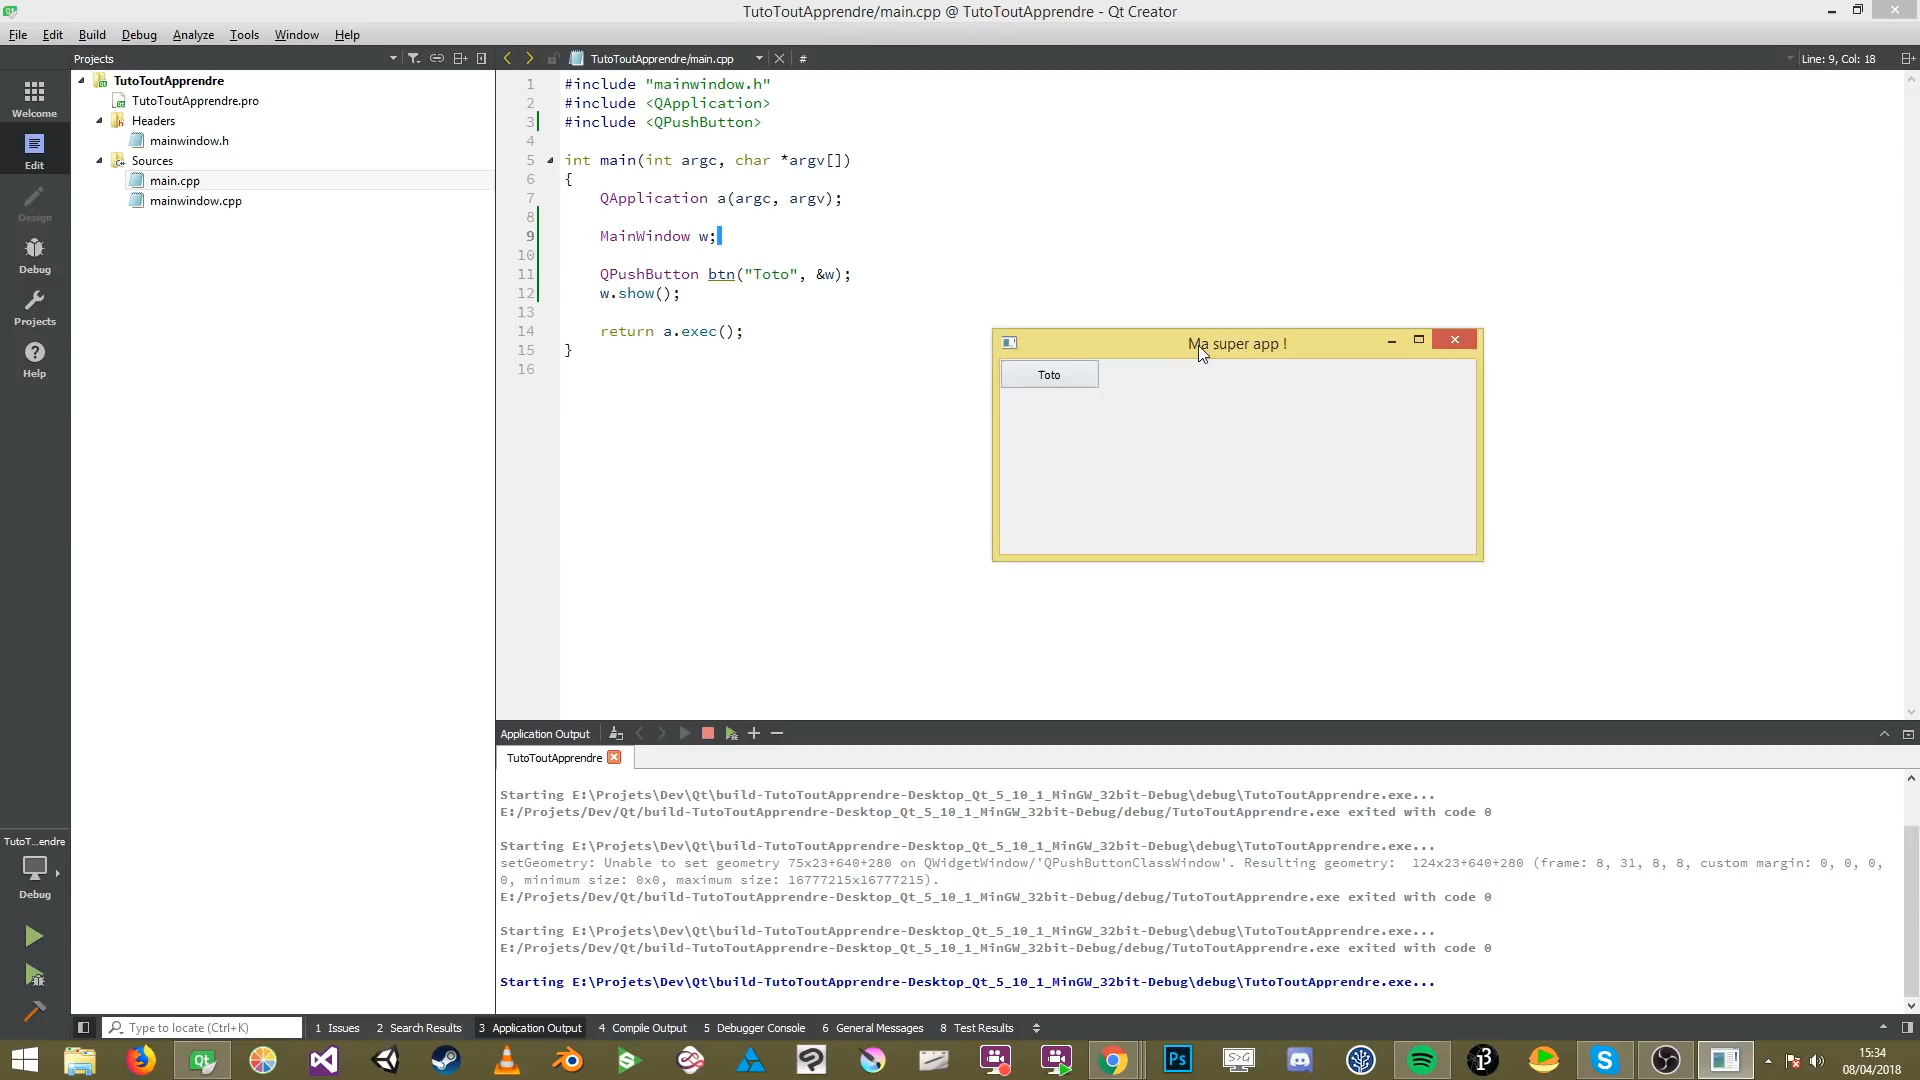 TutoToutApprendre/main.cpp @ TutoToutApprendre - Qt Creator
File Edit Build Debug Analyze Tools Window Help
Projects
TutoToutApprendre/main.cpp
#
Line: 9, Col: 18
Welcome
Edit
Design
Debug
Projects
Help
TutoToutApprendre
TutoToutApprendre.pro
Headers
mainwindow.h
Sources
main.cpp
mainwindow.cpp
1 #include "mainwindow.h"
2 #include <QApplication>
3 #include <QPushButton>
4
5 int main(int argc, char *argv[])
6 {
7 QApplication a(argc, argv);
8
9 MainWindow w;
10
11 QPushButton btn("Toto", &w);
12 w.show();
13
14 return a.exec();
15 }
16
Ma super app !
Toto
Application Output
TutoToutApprendre
Starting E:\Projets\Dev\Qt\build-TutoToutApprendre-Desktop_Qt_5_10_1_MinGW_32bit-Debug\debug\TutoToutApprendre.exe...
E:/Projets/Dev/Qt/build-TutoToutApprendre-Desktop_Qt_5_10_1_MinGW_32bit-Debug/debug/TutoToutApprendre.exe exited with code 0
Starting E:\Projets\Dev\Qt\build-TutoToutApprendre-Desktop_Qt_5_10_1_MinGW_32bit-Debug\debug\TutoToutApprendre.exe...
setGeometry: Unable to set geometry 75x23+640+280 on QWidgetWindow/'QPushButtonClassWindow'. Resulting geometry:  124x23+640+280 (frame: 8, 31, 8, 8, custom margin: 0, 0, 0,
0, minimum size: 0x0, maximum size: 16777215x16777215).
E:/Projets/Dev/Qt/build-TutoToutApprendre-Desktop_Qt_5_10_1_MinGW_32bit-Debug/debug/TutoToutApprendre.exe exited with code 0
Starting E:\Projets\Dev\Qt\build-TutoToutApprendre-Desktop_Qt_5_10_1_MinGW_32bit-Debug\debug\TutoToutApprendre.exe...
E:/Projets/Dev/Qt/build-TutoToutApprendre-Desktop_Qt_5_10_1_MinGW_32bit-Debug/debug/TutoToutApprendre.exe exited with code 0
Starting E:\Projets\Dev\Qt\build-TutoToutApprendre-Desktop_Qt_5_10_1_MinGW_32bit-Debug\debug\TutoToutApprendre.exe...
TutoT...endre
Debug
Type to locate (Ctrl+K)
1 Issues 2 Search Results 3 Application Output 4 Compile Output 5 Debugger Console 6 General Messages 8 Test Results
Qt
Ps
S>G
15:34
08/04/2018